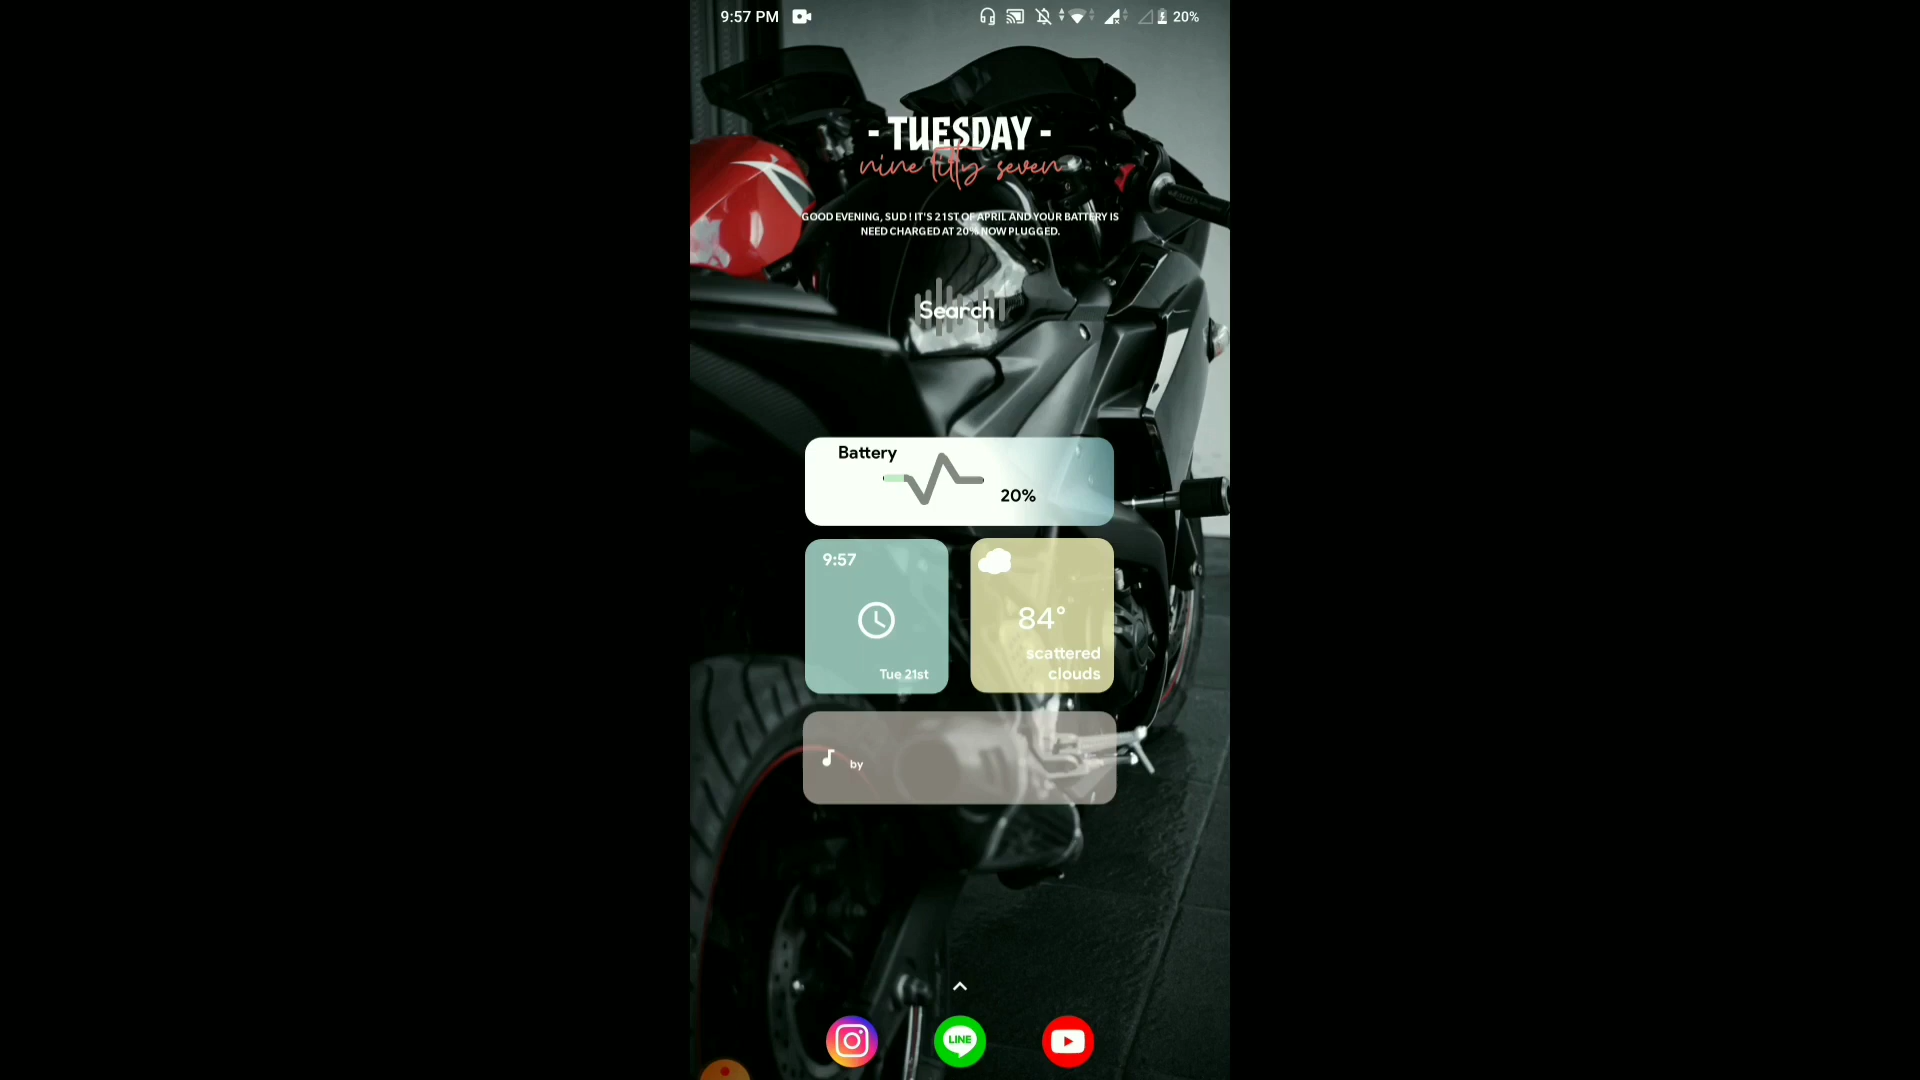 9:57 PM
20%
- TUESDAY -
nine fifty seven
GOOD EVENING, SUD ! IT'S 21ST OF APRIL AND YOUR BATTERY IS
NEED CHARGED AT 20% NOW PLUGGED.
Search
Battery
20%
9:57
Tue 21st
84°
scattered
clouds
by
LINE